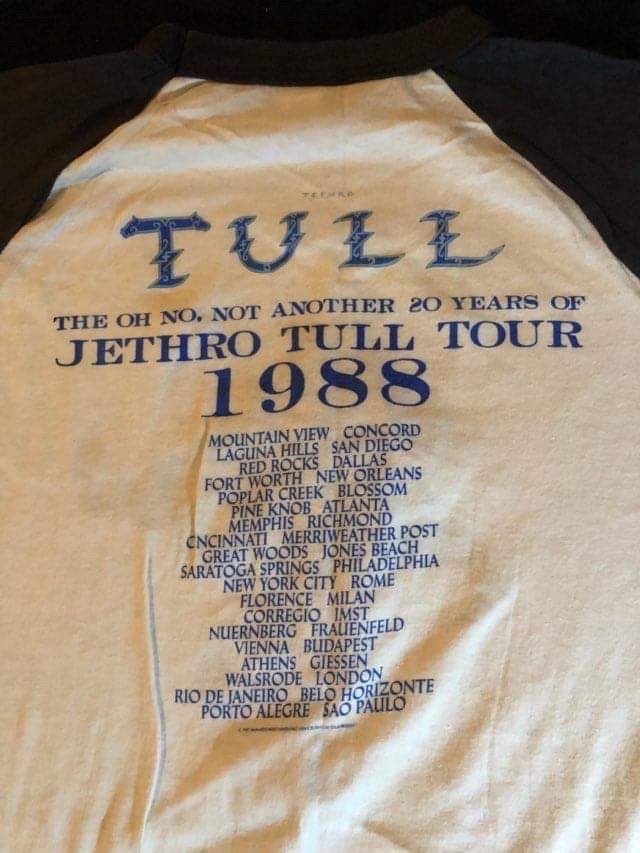 JETHRO
TULL
THE OH NO, NOT ANOTHER 20 YEARS OF
JETHRO TULL TOUR
1988
MOUNTAIN VIEW CONCORD
LAGUNA HILLS SAN DIEGO
RED ROCKS DALLAS
FORT WORTH NEW ORLEANS
POPLAR CREEK BLOSSOM
PINE KNOB ATLANTA
MEMPHIS RICHMOND
CNCINNATI MERRIWEATHER POST
GREAT WOODS JONES BEACH
SARATOGA SPRINGS PHILADELPHIA
NEW YORK CITY ROME
FLORENCE MILAN
CORREGIO IMST
NUERNBERG FRAUENFELD
VIENNA BUDAPEST
ATHENS GIESSEN
WALSRODE LONDON
RIO DE JANEIRO BELO HORIZONTE
PORTO ALEGRE SAO PAULO